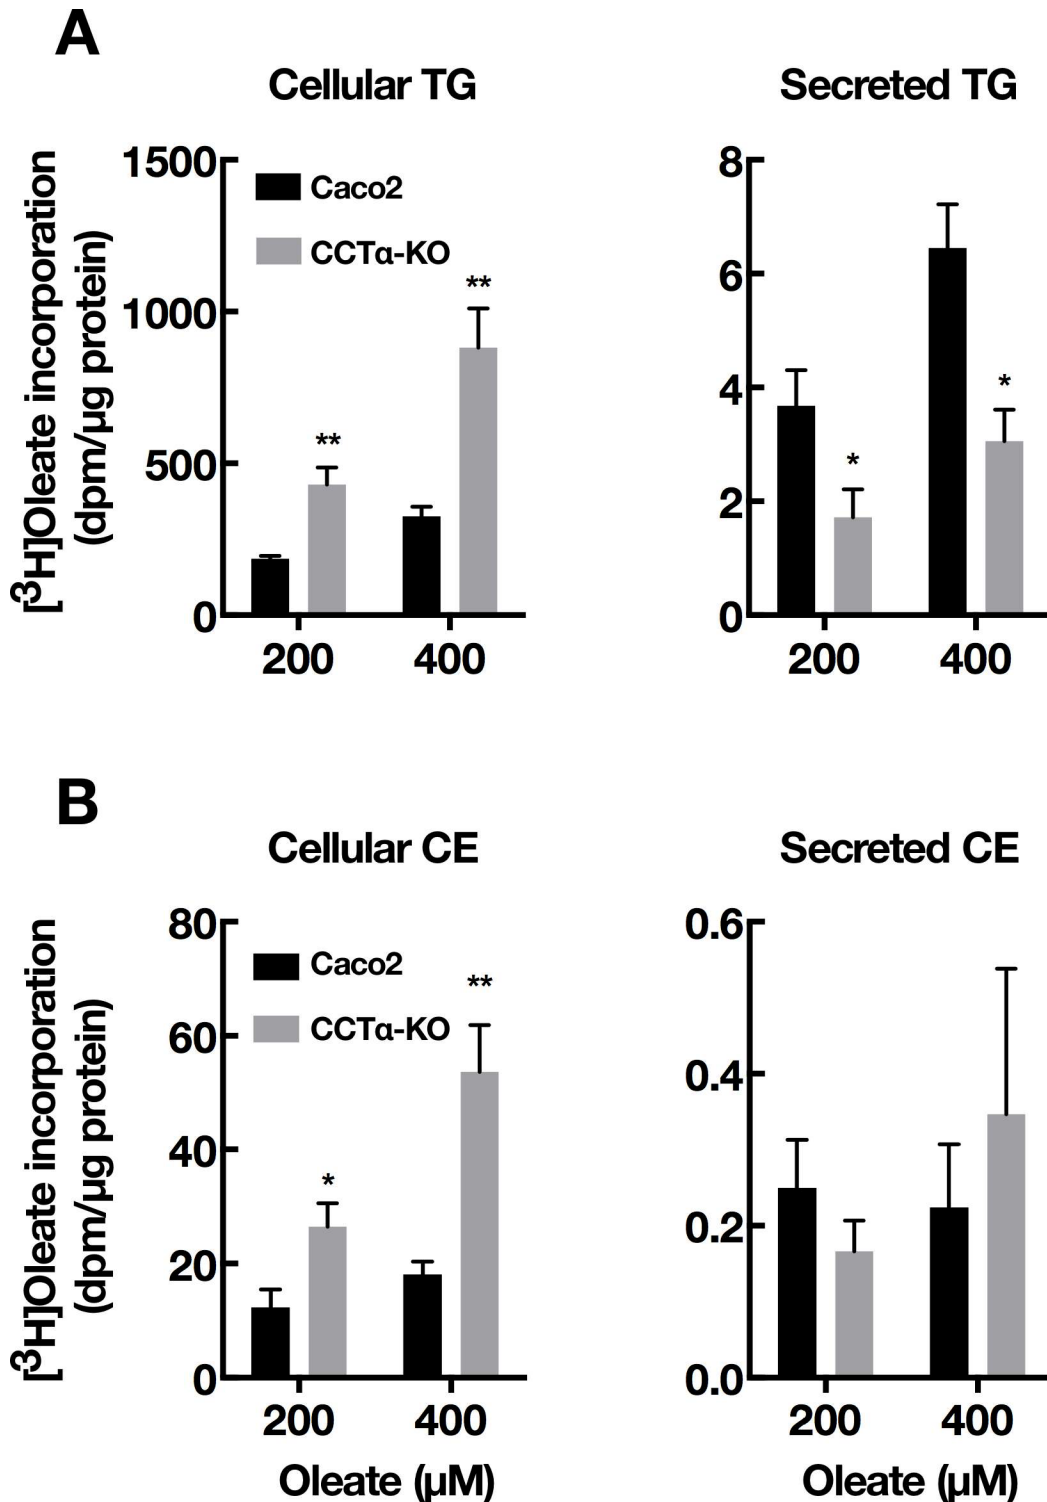 A
Cellular TG
[³H]Oleate incorporation
(dpm/µg protein)
1500
1000
500
0
Caco2
CCTα-KO
**
**
200
400
Secreted TG
8
6
4
2
0
*
*
200
400
B
Cellular CE
[³H]Oleate incorporation
(dpm/µg protein)
80
60
40
20
0
Caco2
CCTα-KO
*
**
200
400
Oleate (µM)
Secreted CE
0.6
0.4
0.2
0.0
200
400
Oleate (µM)